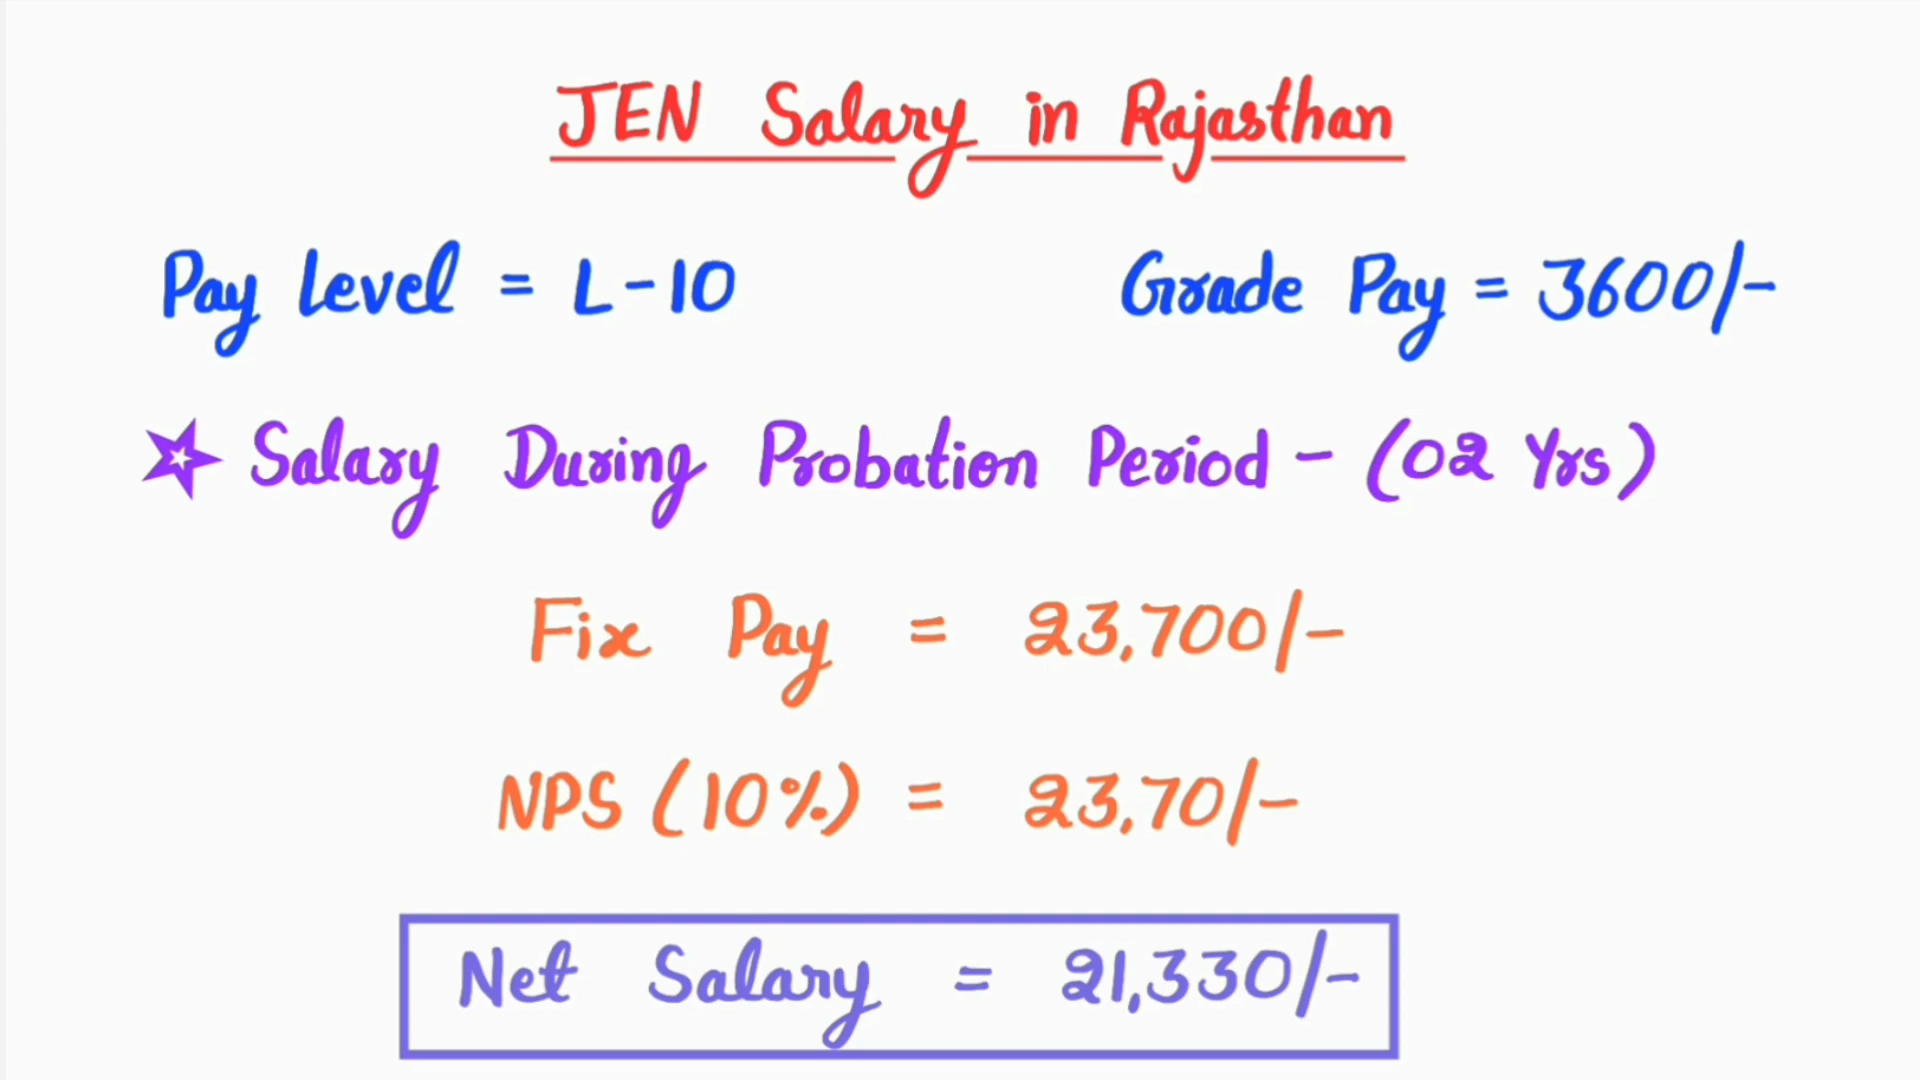 JEN Salary in Rajasthan
Pay Level = L-10 Grade Pay = 3600/-
☆ Salary During Probation Period - (02 Yrs)
Fix Pay = 23,700/-
NPS (10%) = 23,70/-
Net Salary = 21,330/-